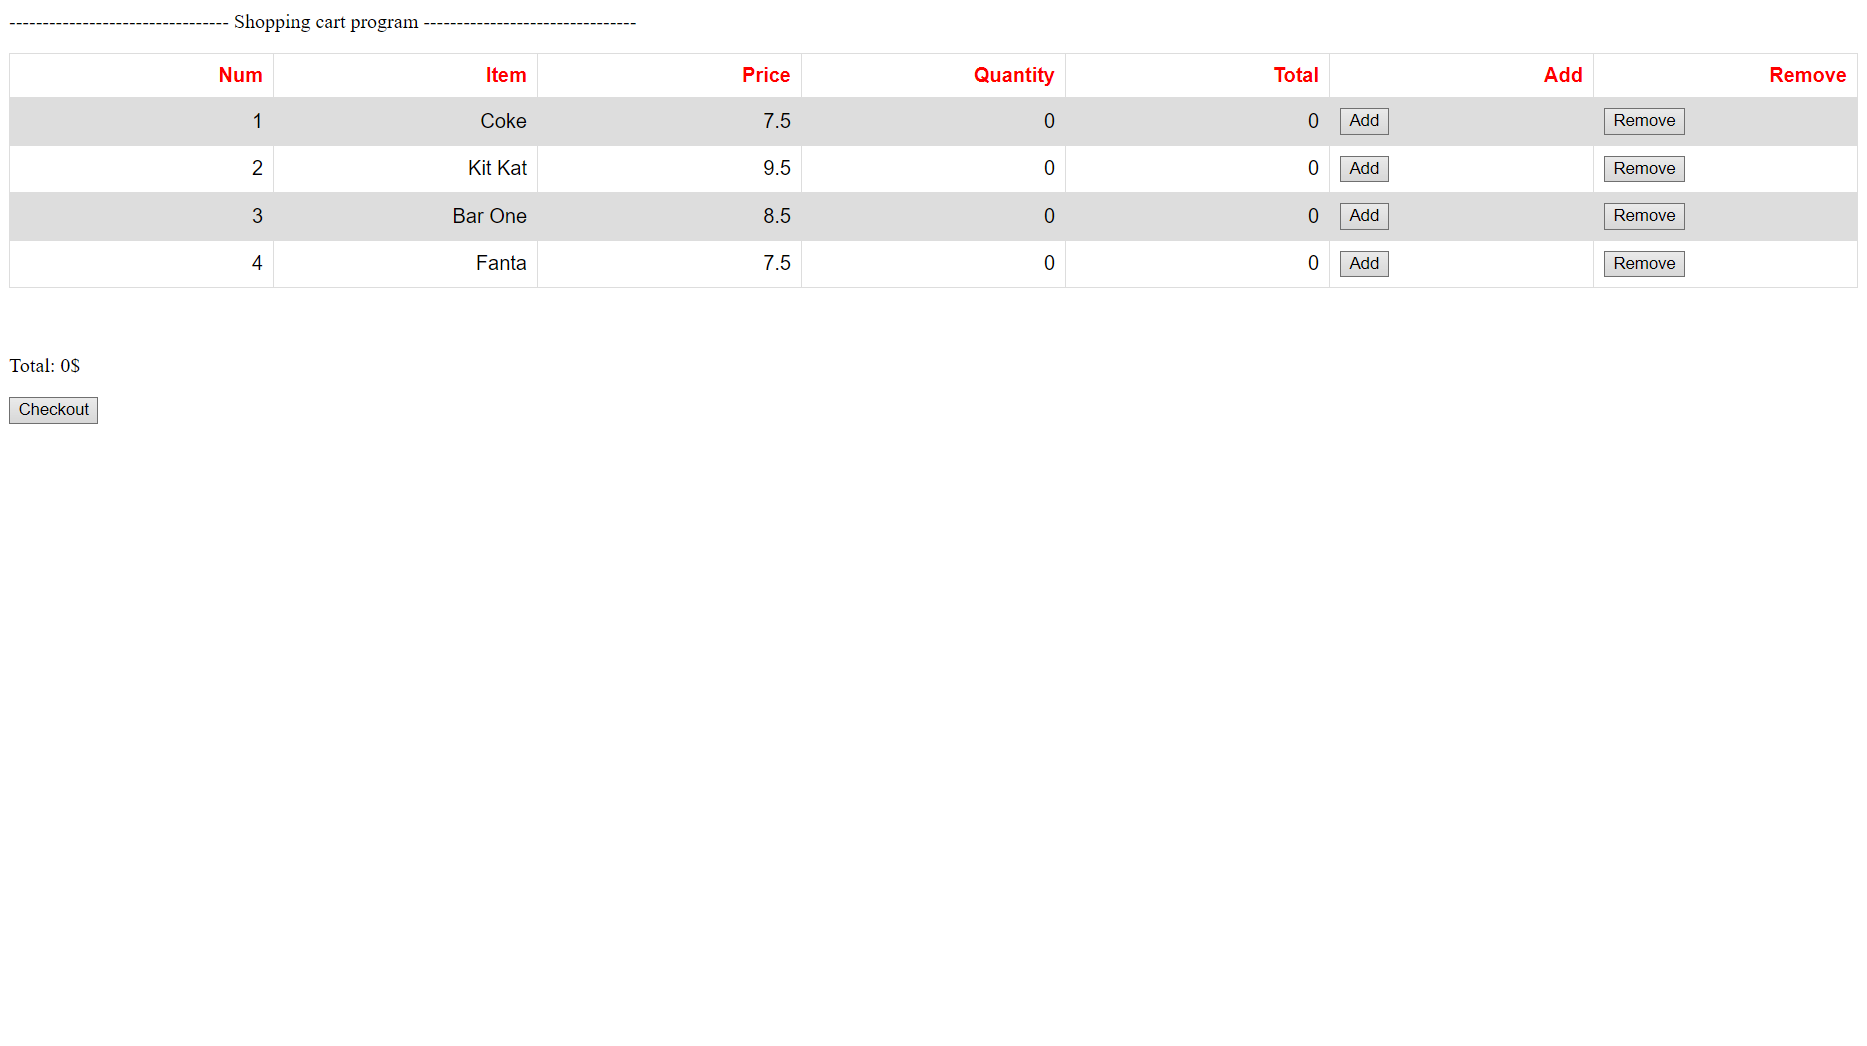 --------------------------------- Shopping cart program --------------------------------
Num Item Price Quantity Total Add Remove
1 Coke 7.5 0 0 Add Remove
2 Kit Kat 9.5 0 0 Add Remove
3 Bar One 8.5 0 0 Add Remove
4 Fanta 7.5 0 0 Add Remove
Total: 0$
Checkout